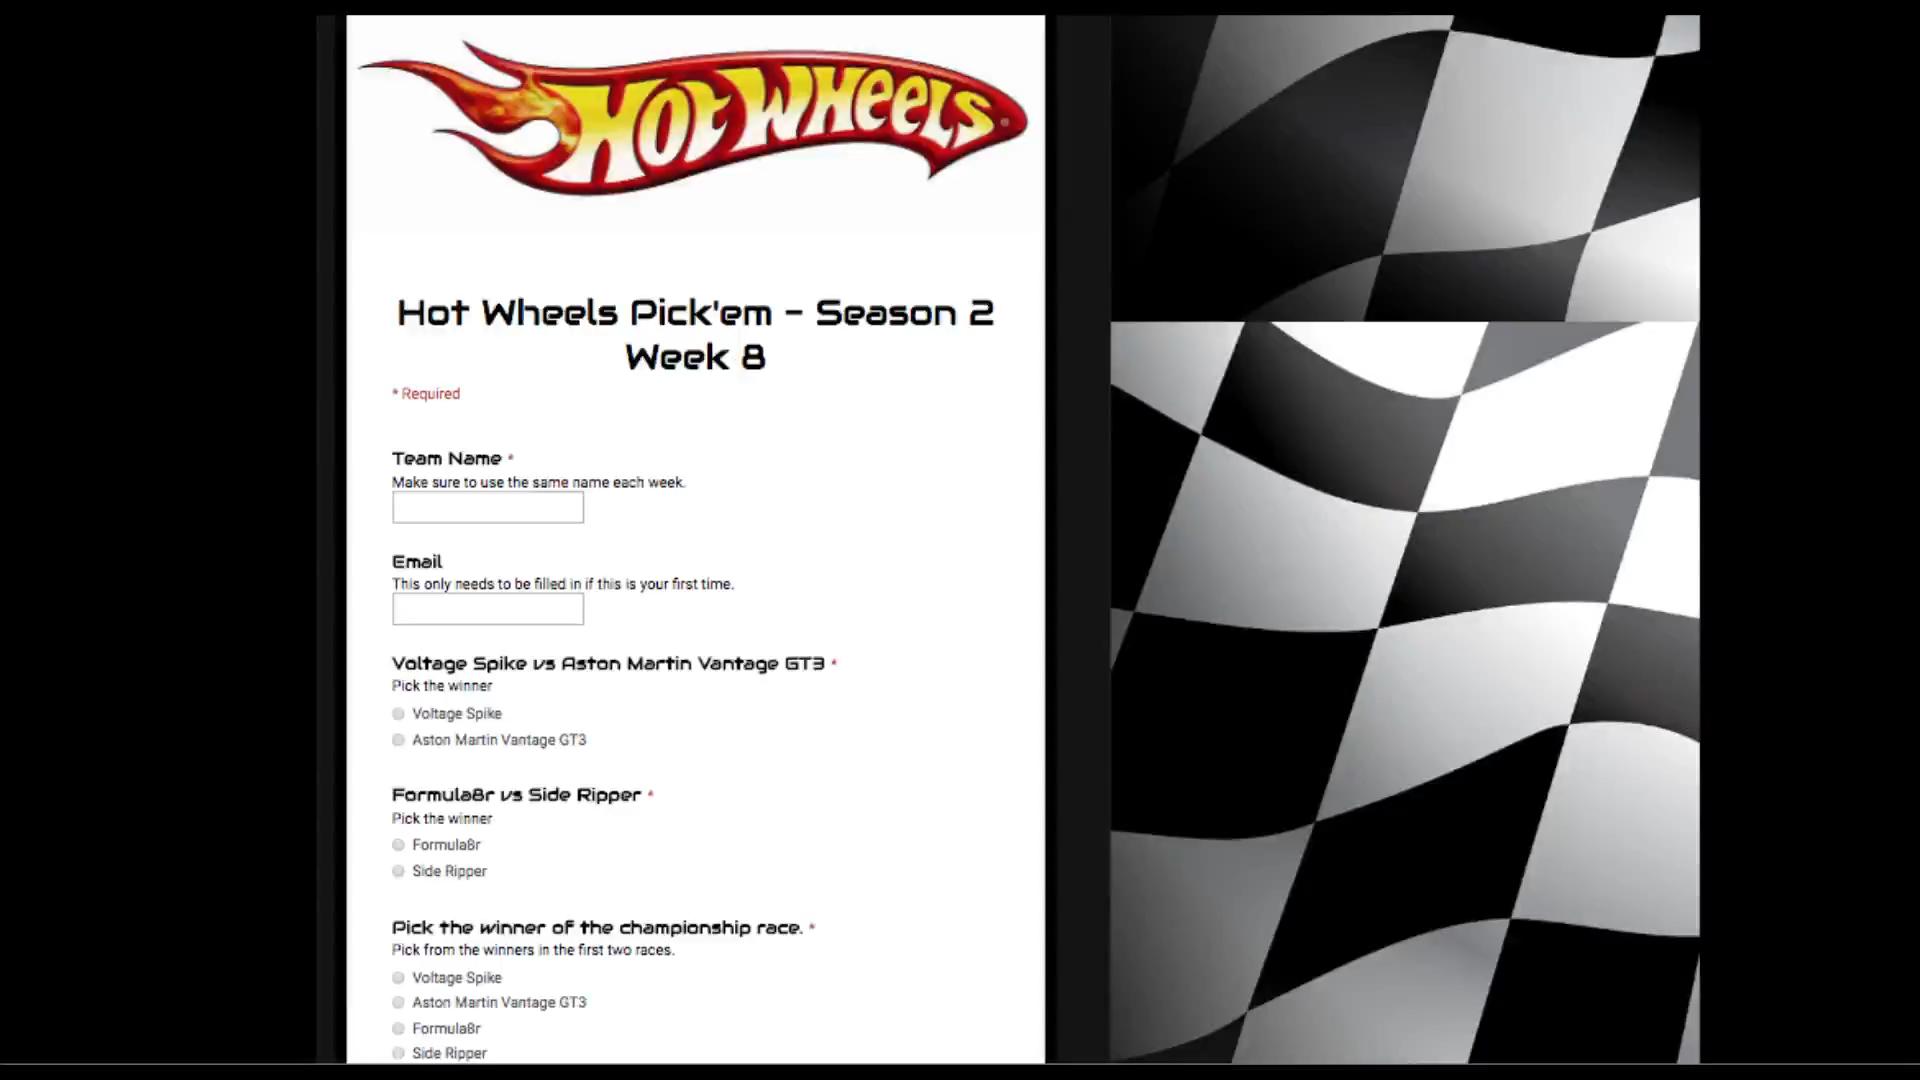 Hot Wheels
Hot Wheels Pick'em - Season 2
Week 8
* Required
Team Name *
Make sure to use the same name each week.
Email
This only needs to be filled in if this is your first time.
Voltage Spike vs Aston Martin Vantage GT3 *
Pick the winner
Voltage Spike
Aston Martin Vantage GT3
Formula8r vs Side Ripper *
Pick the winner
Formula8r
Side Ripper
Pick the winner of the championship race. *
Pick from the winners in the first two races.
Voltage Spike
Aston Martin Vantage GT3
Formula8r
Side Ripper